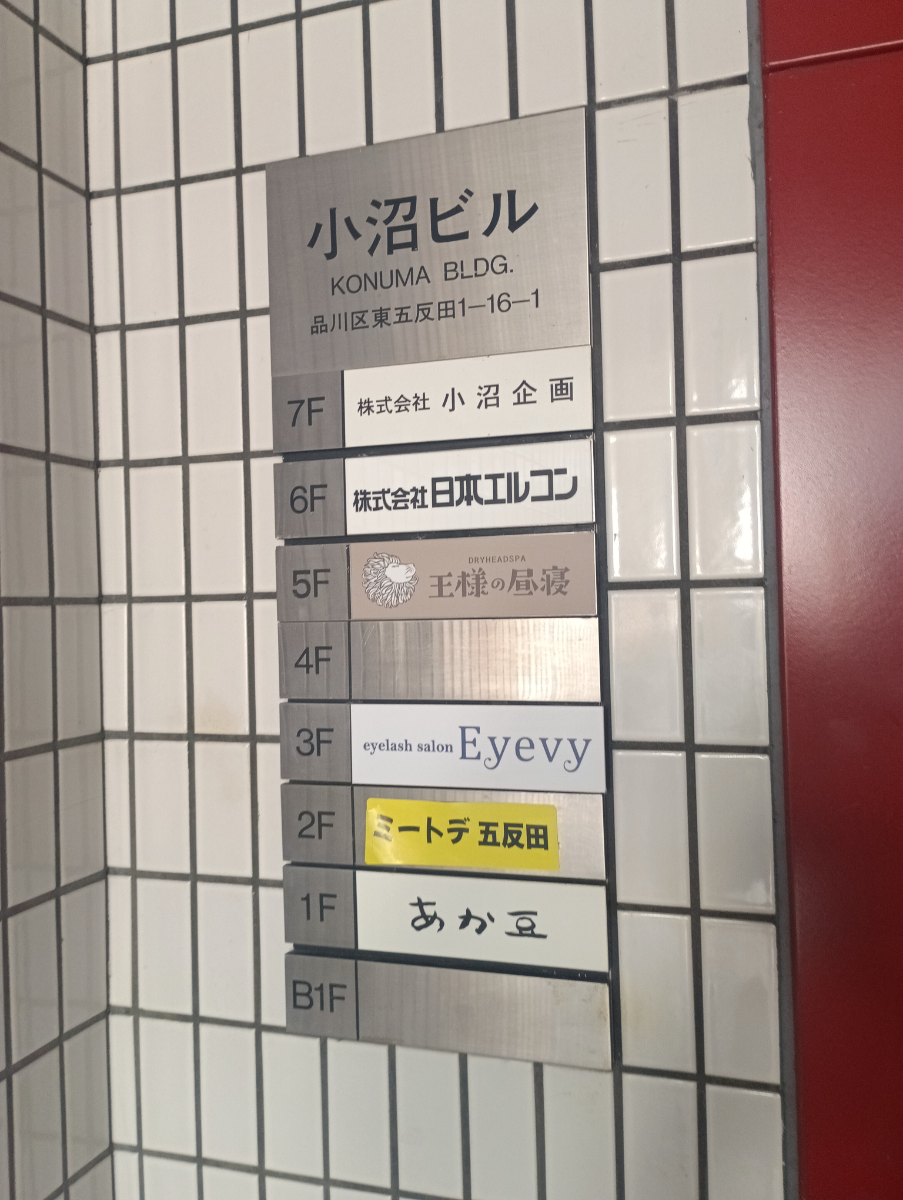 小沼ビル
KONUMA BLDG.
品川区東五反田1-16-1
7F 株式会社 小沼企画
6F 株式会社日本エルコン
5F DRYHEADSPA
王様の昼寝
4F
3F eyelash salon Eyevy
2F ミートデ 五反田
1F あか豆
B1F